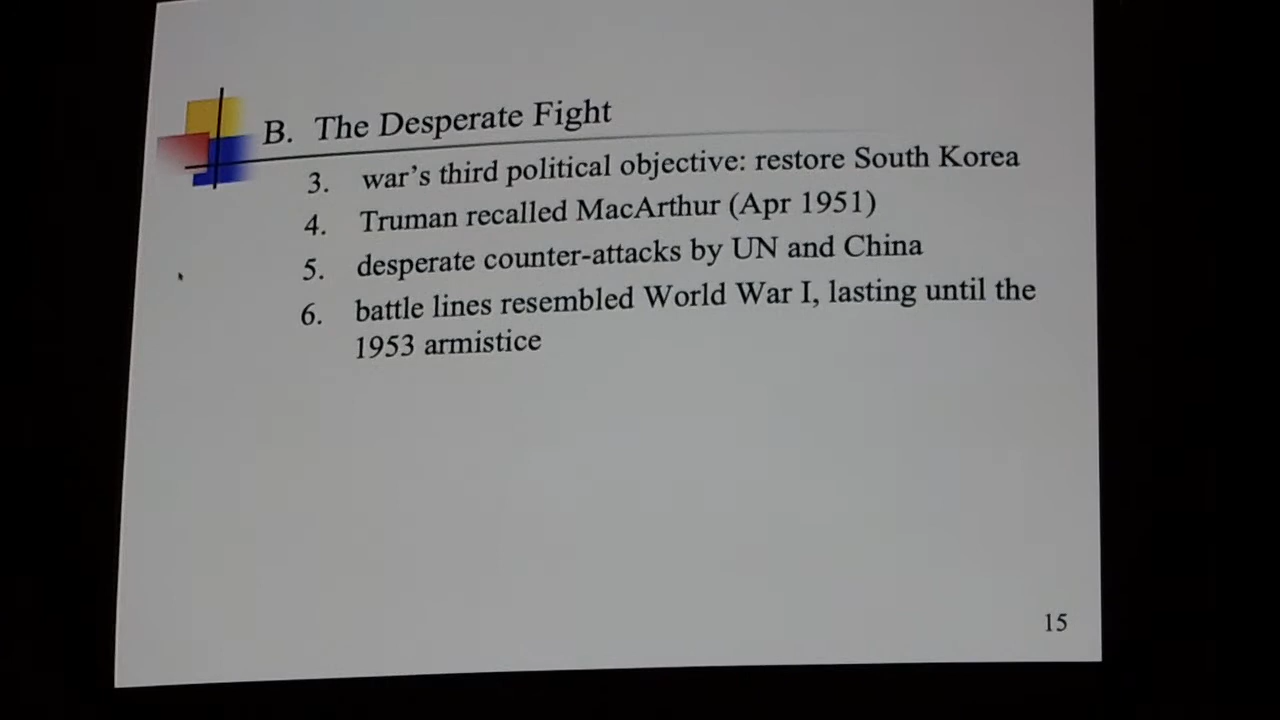 B. The Desperate Fight
3. war's third political objective: restore South Korea
4. Truman recalled MacArthur (Apr 1951)
5. desperate counter-attacks by UN and China
6. battle lines resembled World War I, lasting until the
1953 armistice
15